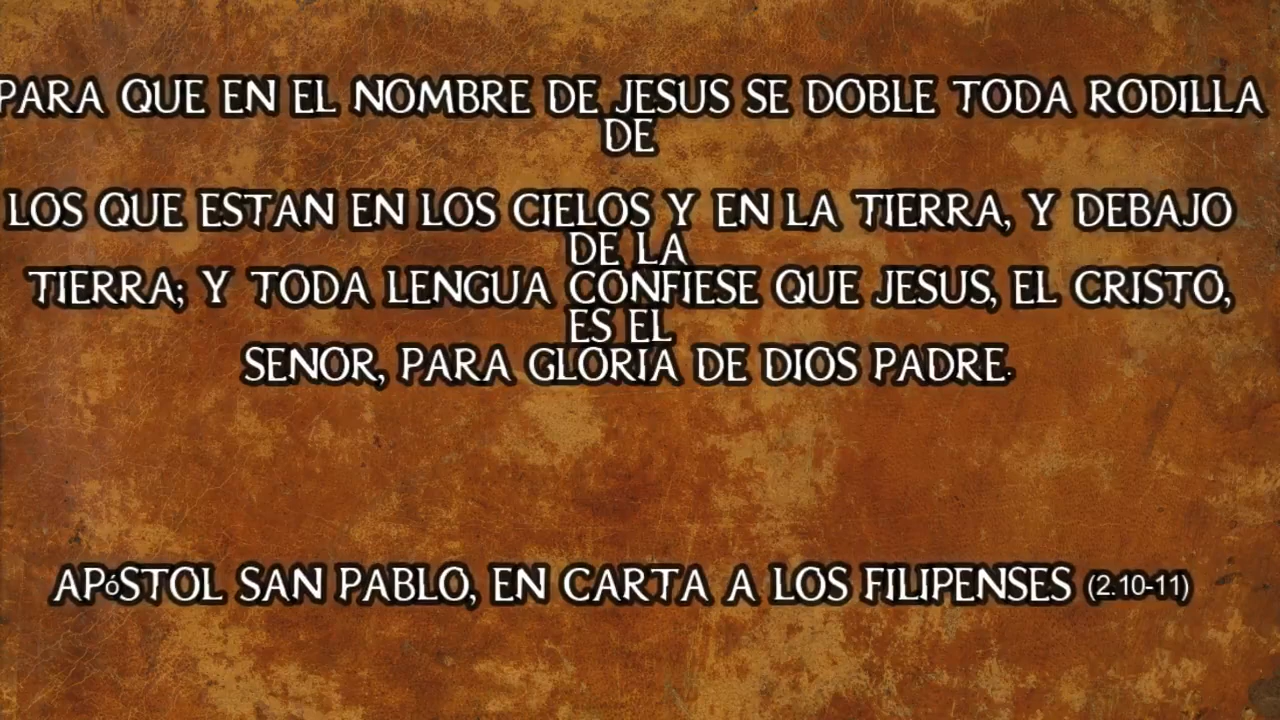 PARA QUE EN EL NOMBRE DE JESUS SE DOBLE TODA RODILLA
DE
LOS QUE ESTAN EN LOS CIELOS Y EN LA TIERRA, Y DEBAJO
DE LA
TIERRA; Y TODA LENGUA CONFIESE QUE JESUS, EL CRISTO,
ES EL
SENOR, PARA GLORIA DE DIOS PADRE.
APóSTOL SAN PABLO, EN CARTA A LOS FILIPENSES (2.10-11)